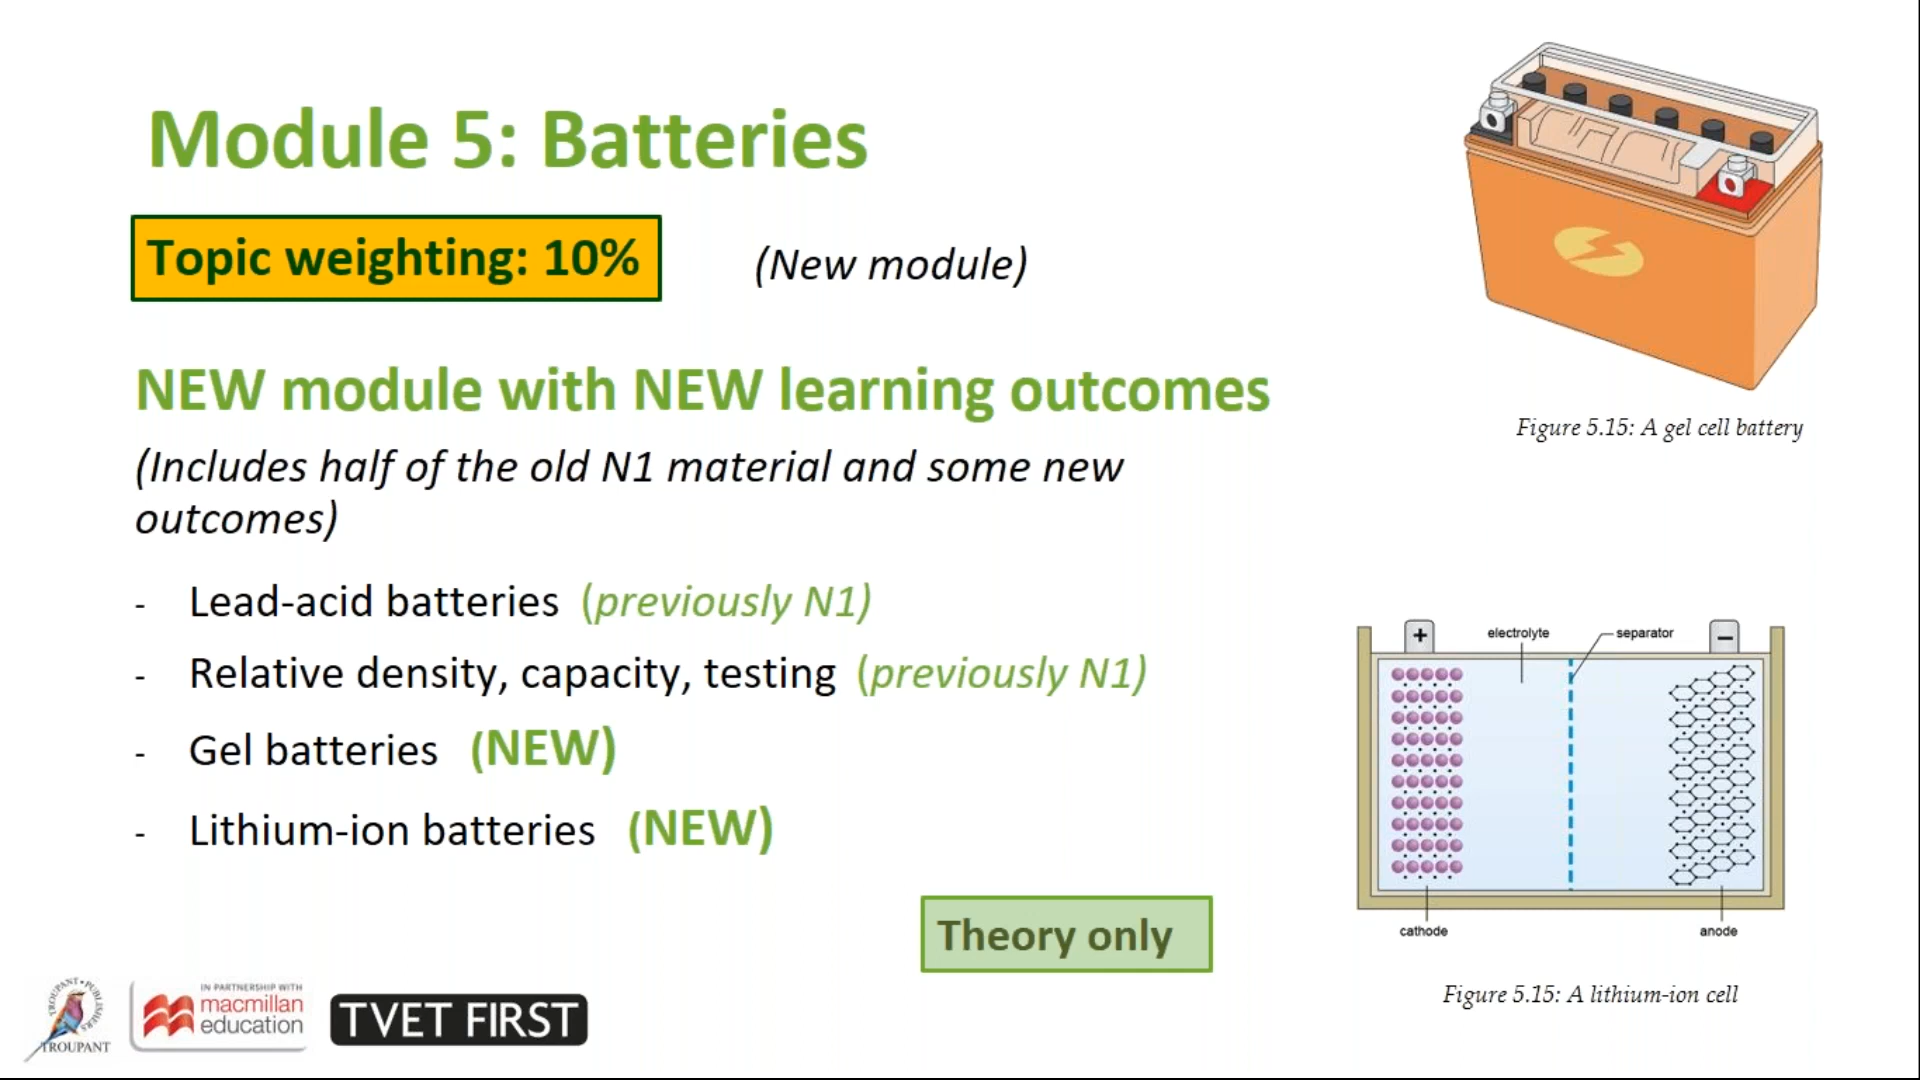 Module 5: Batteries
Topic weighting: 10%
(New module)
NEW module with NEW learning outcomes
(Includes half of the old N1 material and some new
outcomes)
- Lead-acid batteries (previously N1)
- Relative density, capacity, testing (previously N1)
- Gel batteries (NEW)
- Lithium-ion batteries (NEW)
Theory only
Figure 5.15: A gel cell battery
+
electrolyte
separator
−
cathode
anode
Figure 5.15: A lithium-ion cell
TROUPANT • PUBLISHERS
TROUPANT
IN PARTNERSHIP WITH
macmillan
education
TVET FIRST